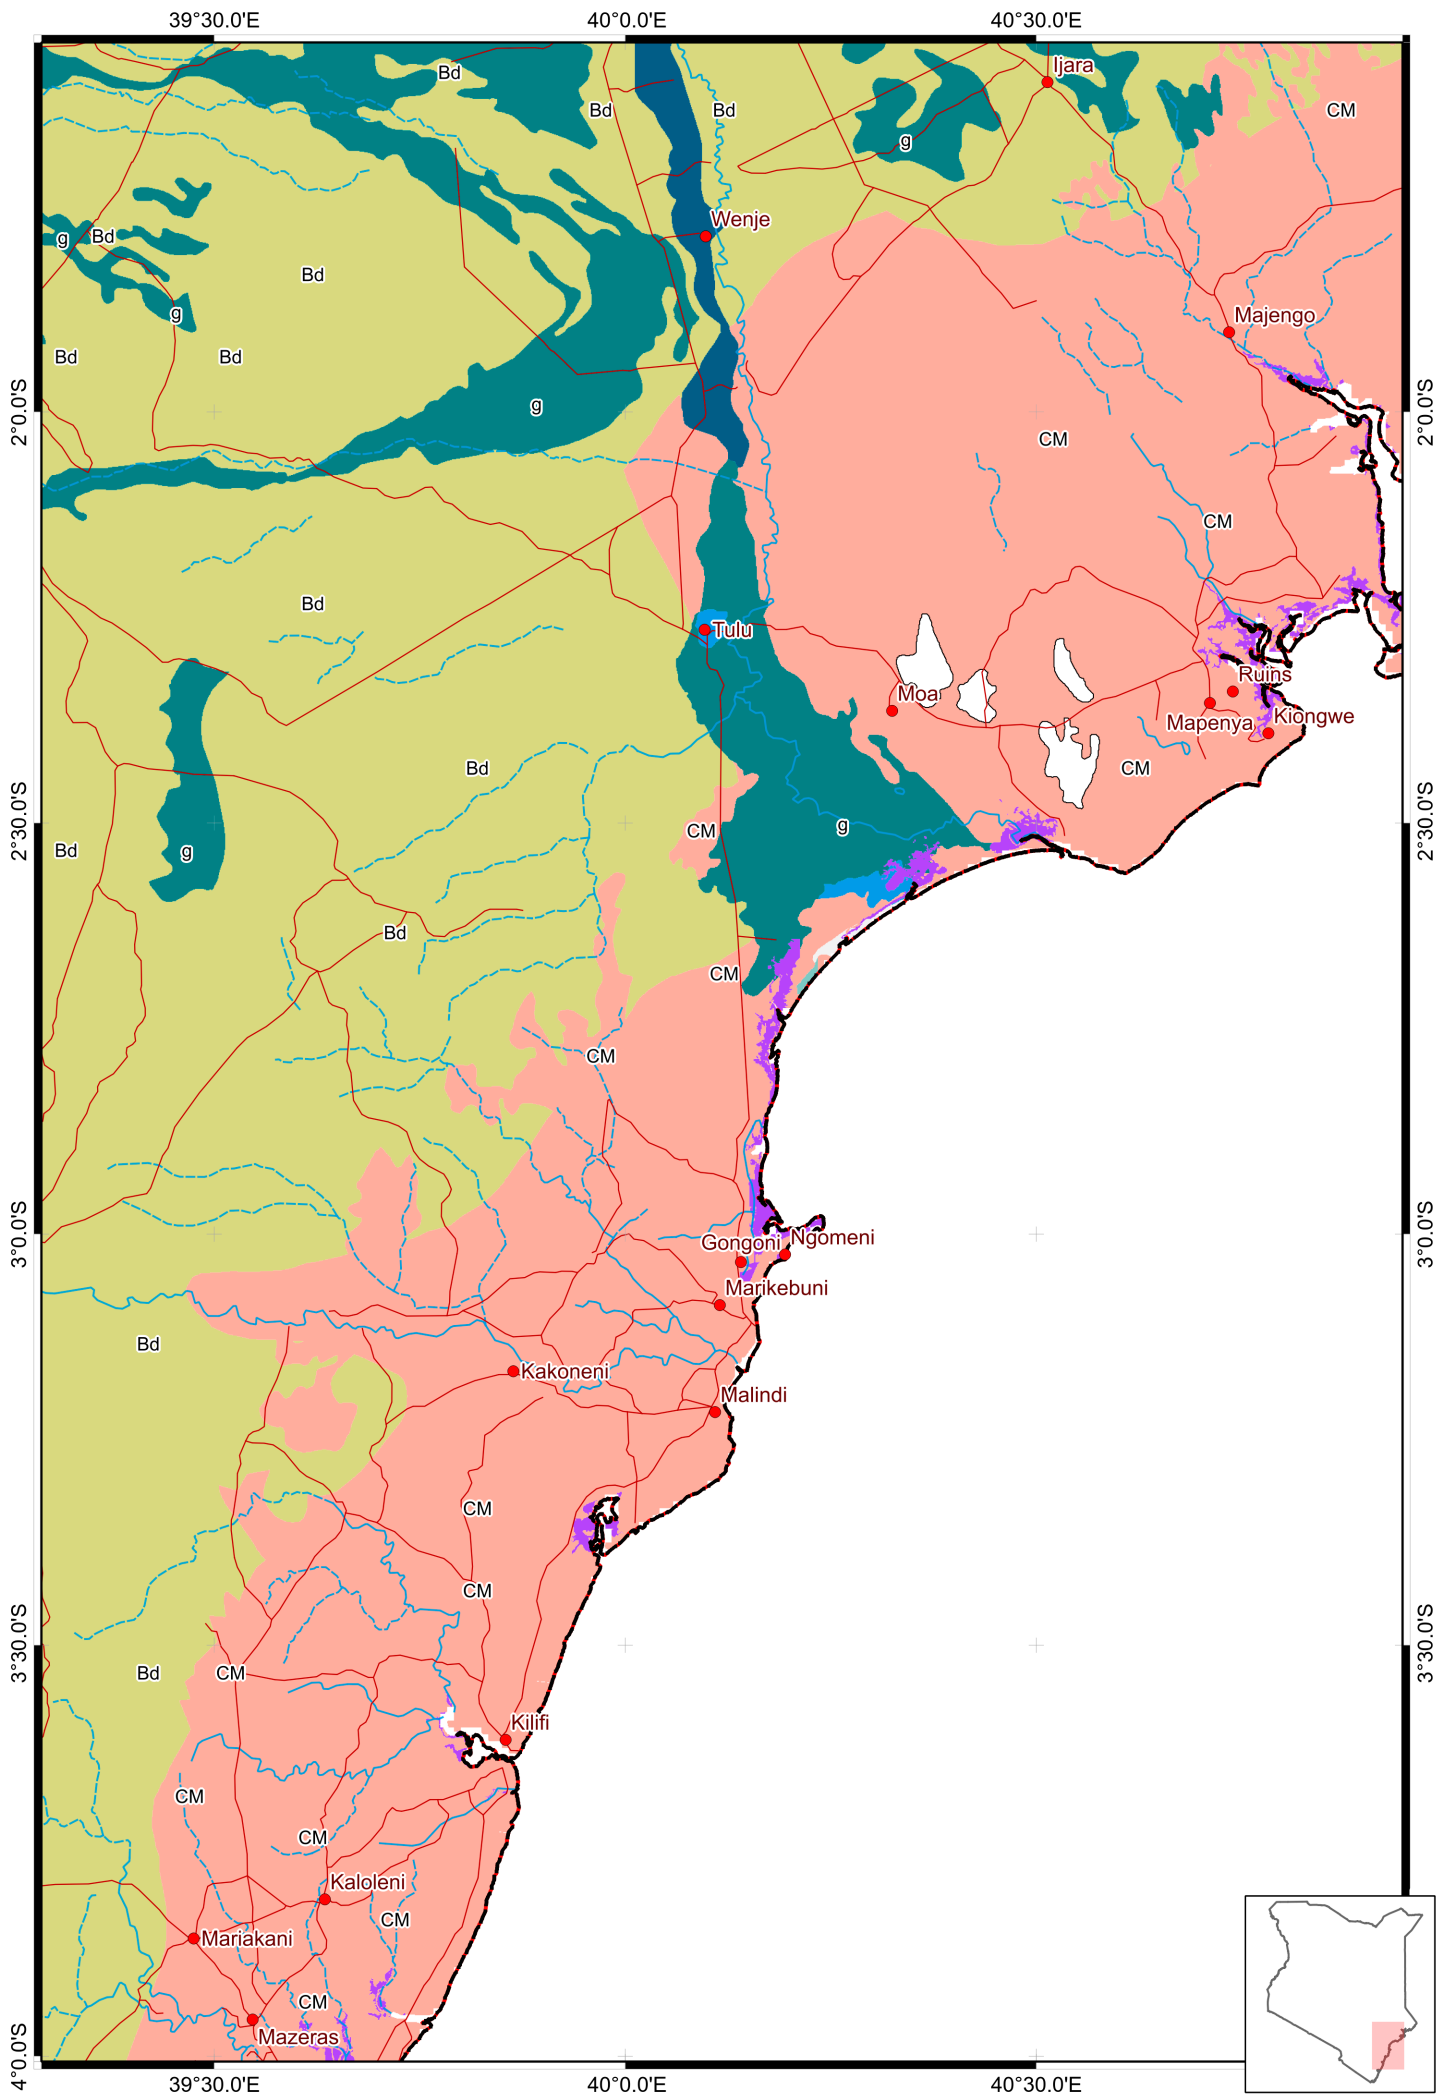 39°30.0'E 40°0.0'E 40°30.0'E
Ijara
Bd
Bd
Bd
CM
g
Wenje
g
Bd
Bd
g
Majengo
Bd
Bd
g
2°0.0'S 2°0.0'S
CM
CM
Bd
Tulu
Ruins
Moa
Kiongwe
Mapenya
Bd
CM
2°30.0'S 2°30.0'S
CM
g
Bd
g
Bd
CM
CM
3°0.0'S 3°0.0'S
Gongoni
Ngomeni
Marikebuni
Bd
Kakoneni
Malindi
CM
CM
3°30.0'S 3°30.0'S
Bd
CM
Kilifi
CM
CM
Kaloleni
CM
Mariakani
CM
Mazeras
4°0.0'S
39°30.0'E 40°0.0'E 40°30.0'E